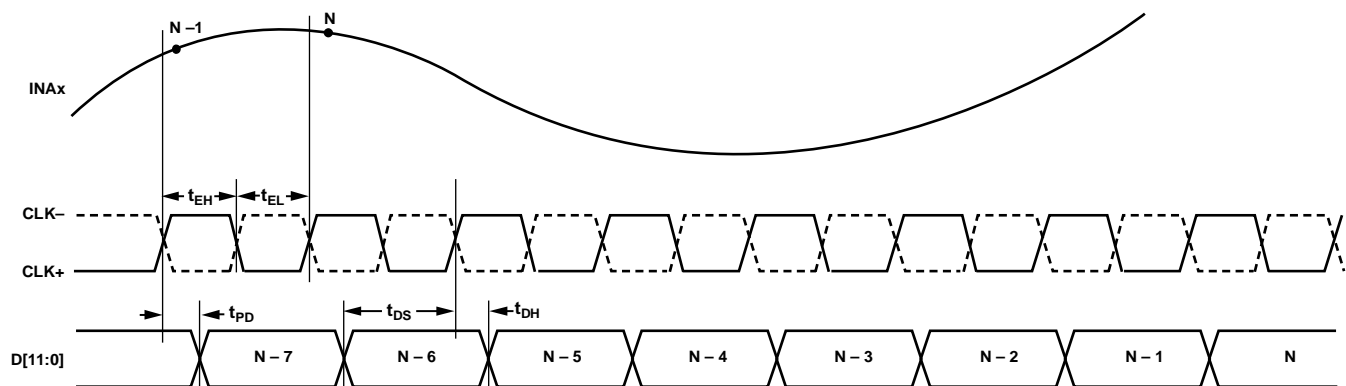 N –1
N
INAx
tEH
tEL
CLK–
CLK+
tPD
tDS
tDH
D[11:0]
N – 7
N – 6
N – 5
N – 4
N – 3
N – 2
N – 1
N